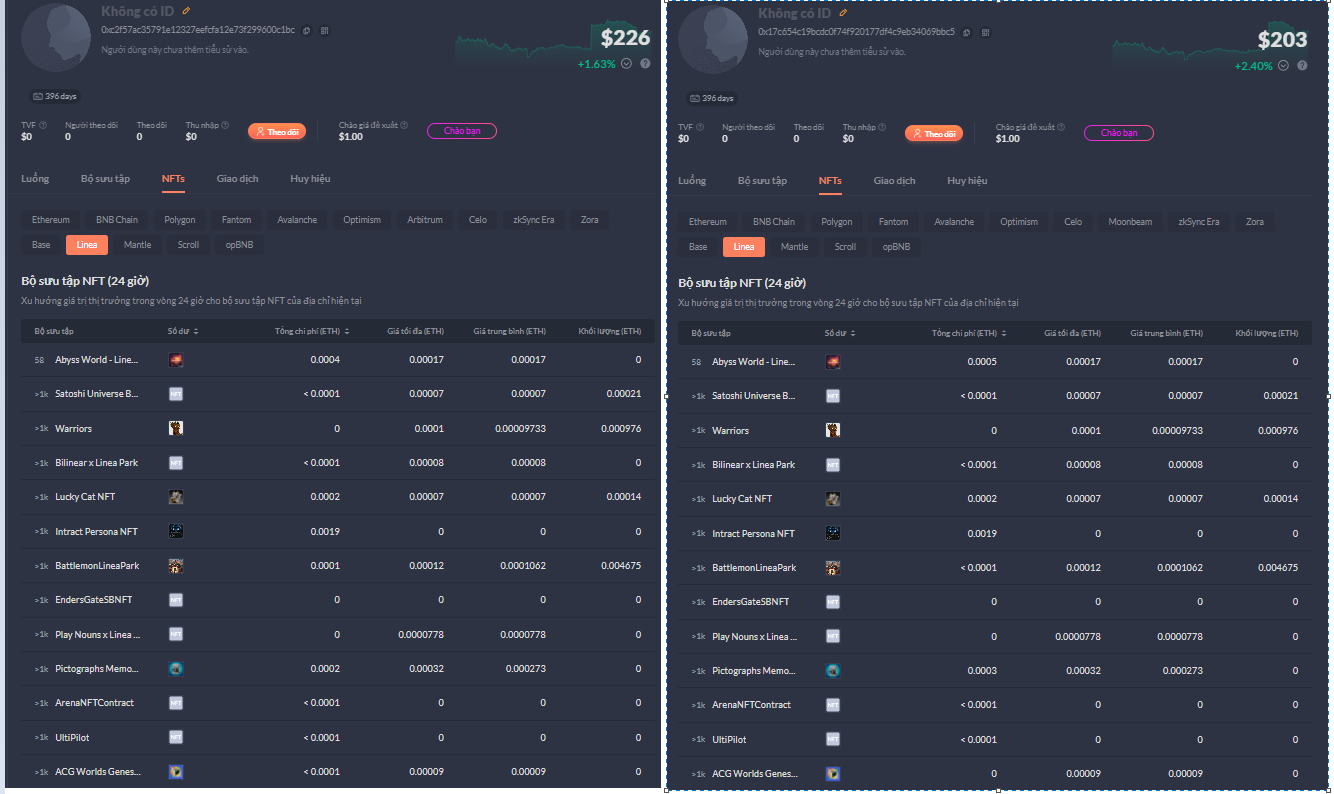 Không có ID
0xc2f57ac35791e12327eefcfa12e73f299600c1bc
Người dùng này chưa thêm tiểu sử vào.
$226
+1.63%
396 days
TVF Người theo dõi Theo dõi Thu nhập Chào giá đề xuất
$0 0 0 $0 Theo dõi $1.00 Chào bạn
Luồng Bộ sưu tập NFTs Giao dịch Huy hiệu
Ethereum BNB Chain Polygon Fantom Avalanche Optimism Arbitrum Celo zkSync Era Zora
Base Linea Mantle Scroll opBNB
Bộ sưu tập NFT (24 giờ)
Xu hướng giá trị thị trường trong vòng 24 giờ cho bộ sưu tập NFT của địa chỉ hiện tại
Bộ sưu tập Số dư Tổng chi phí (ETH) Giá tối đa (ETH) Giá trung bình (ETH) Khối lượng (ETH)
58 Abyss World - Line... 0.0004 0.00017 0.00017 0
>1k Satoshi Universe B... NFT < 0.0001 0.00007 0.00007 0.00021
>1k Warriors 0 0.0001 0.00009733 0.000976
>1k Bilinear x Linea Park NFT < 0.0001 0.00008 0.00008 0
>1k Lucky Cat NFT 0.0002 0.00007 0.00007 0.00014
>1k Intract Persona NFT 0.0019 0 0 0
>1k BattlemonLineaPark 0.0001 0.00012 0.0001062 0.004675
>1k EndersGateSBNFT NFT 0 0 0 0
>1k Play Nouns x Linea ... NFT 0 0.0000778 0.0000778 0
>1k Pictographs Memo... 0.0002 0.00032 0.000273 0
>1k ArenaNFTContract NFT < 0.0001 0 0 0
>1k UltiPilot NFT < 0.0001 0 0 0
>1k ACG Worlds Genes... < 0.0001 0.00009 0.00009 0
Không có ID
0x17c654c19bcdc0f74f920177df4c9eb34069bbc5
Người dùng này chưa thêm tiểu sử vào.
$203
+2.40%
396 days
TVF Người theo dõi Theo dõi Thu nhập Chào giá đề xuất
$0 0 0 $0 Theo dõi $1.00 Chào bạn
Luồng Bộ sưu tập NFTs Giao dịch Huy hiệu
Ethereum BNB Chain Polygon Fantom Avalanche Optimism Celo Moonbeam zkSync Era Zora
Base Linea Mantle Scroll opBNB
Bộ sưu tập NFT (24 giờ)
Xu hướng giá trị thị trường trong vòng 24 giờ cho bộ sưu tập NFT của địa chỉ hiện tại
Bộ sưu tập Số dư Tổng chi phí (ETH) Giá tối đa (ETH) Giá trung bình (ETH) Khối lượng (ETH)
58 Abyss World - Line... 0.0005 0.00017 0.00017 0
>1k Satoshi Universe B... NFT < 0.0001 0.00007 0.00007 0.00021
>1k Warriors 0 0.0001 0.00009733 0.000976
>1k Bilinear x Linea Park NFT < 0.0001 0.00008 0.00008 0
>1k Lucky Cat NFT 0.0002 0.00007 0.00007 0.00014
>1k Intract Persona NFT 0.0019 0 0 0
>1k BattlemonLineaPark < 0.0001 0.00012 0.0001062 0.004675
>1k EndersGateSBNFT NFT 0 0 0 0
>1k Play Nouns x Linea ... NFT 0 0.0000778 0.0000778 0
>1k Pictographs Memo... 0.0003 0.00032 0.000273 0
>1k ArenaNFTContract NFT < 0.0001 0 0 0
>1k UltiPilot NFT < 0.0001 0 0 0
>1k ACG Worlds Genes... 0 0.00009 0.00009 0